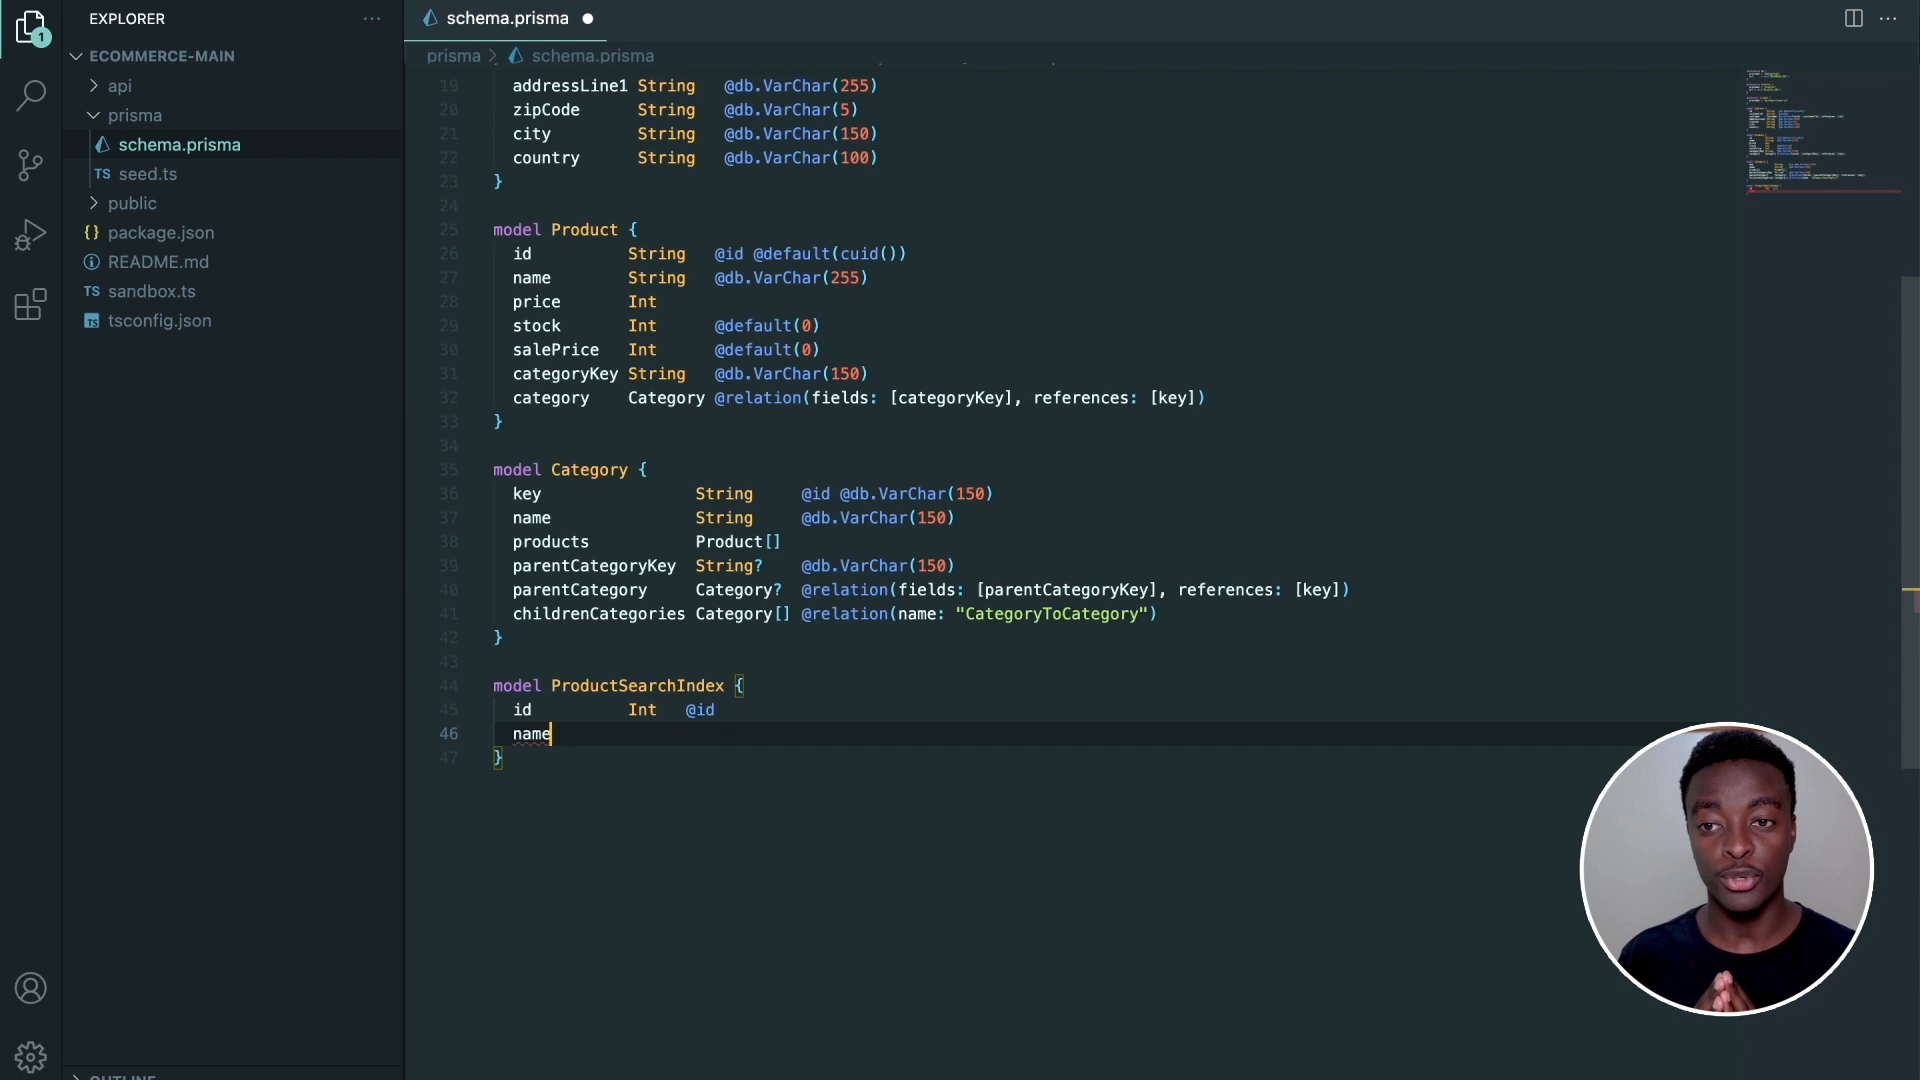 EXPLORER
ECOMMERCE-MAIN
api
prisma
schema.prisma
TS seed.ts
public
{} package.json
README.md
TS sandbox.ts
TS tsconfig.json
OUTLINE
1
schema.prisma
prisma > schema.prisma
19 addressLine1 String @db.VarChar(255)
20 zipCode String @db.VarChar(5)
21 city String @db.VarChar(150)
22 country String @db.VarChar(100)
23 }
24
25 model Product {
26 id String @id @default(cuid())
27 name String @db.VarChar(255)
28 price Int
29 stock Int @default(0)
30 salePrice Int @default(0)
31 categoryKey String @db.VarChar(150)
32 category Category @relation(fields: [categoryKey], references: [key])
33 }
34
35 model Category {
36 key String @id @db.VarChar(150)
37 name String @db.VarChar(150)
38 products Product[]
39 parentCategoryKey String? @db.VarChar(150)
40 parentCategory Category? @relation(fields: [parentCategoryKey], references: [key])
41 childrenCategories Category[] @relation(name: "CategoryToCategory")
42 }
43
44 model ProductSearchIndex {
45 id Int @id
46 name
47 }